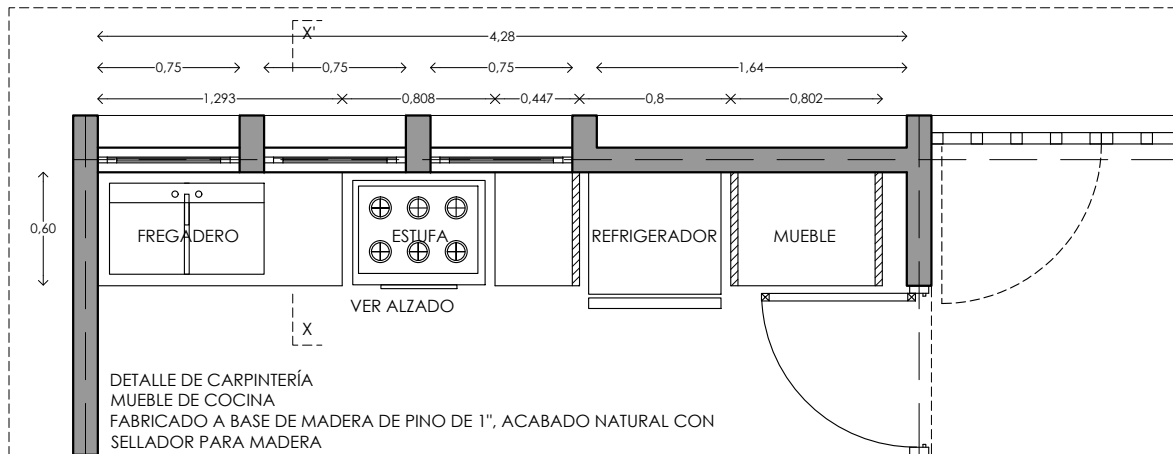 X'
4,28
0,75
0,75
0,75
1,64
1,293
0,808
0,447
0,8
0,802
0,60
FREGADERO
ESTUFA
REFRIGERADOR
MUEBLE
VER ALZADO
X
DETALLE DE CARPINTERÍA
MUEBLE DE COCINA
FABRICADO A BASE DE MADERA DE PINO DE 1", ACABADO NATURAL CON
SELLADOR PARA MADERA